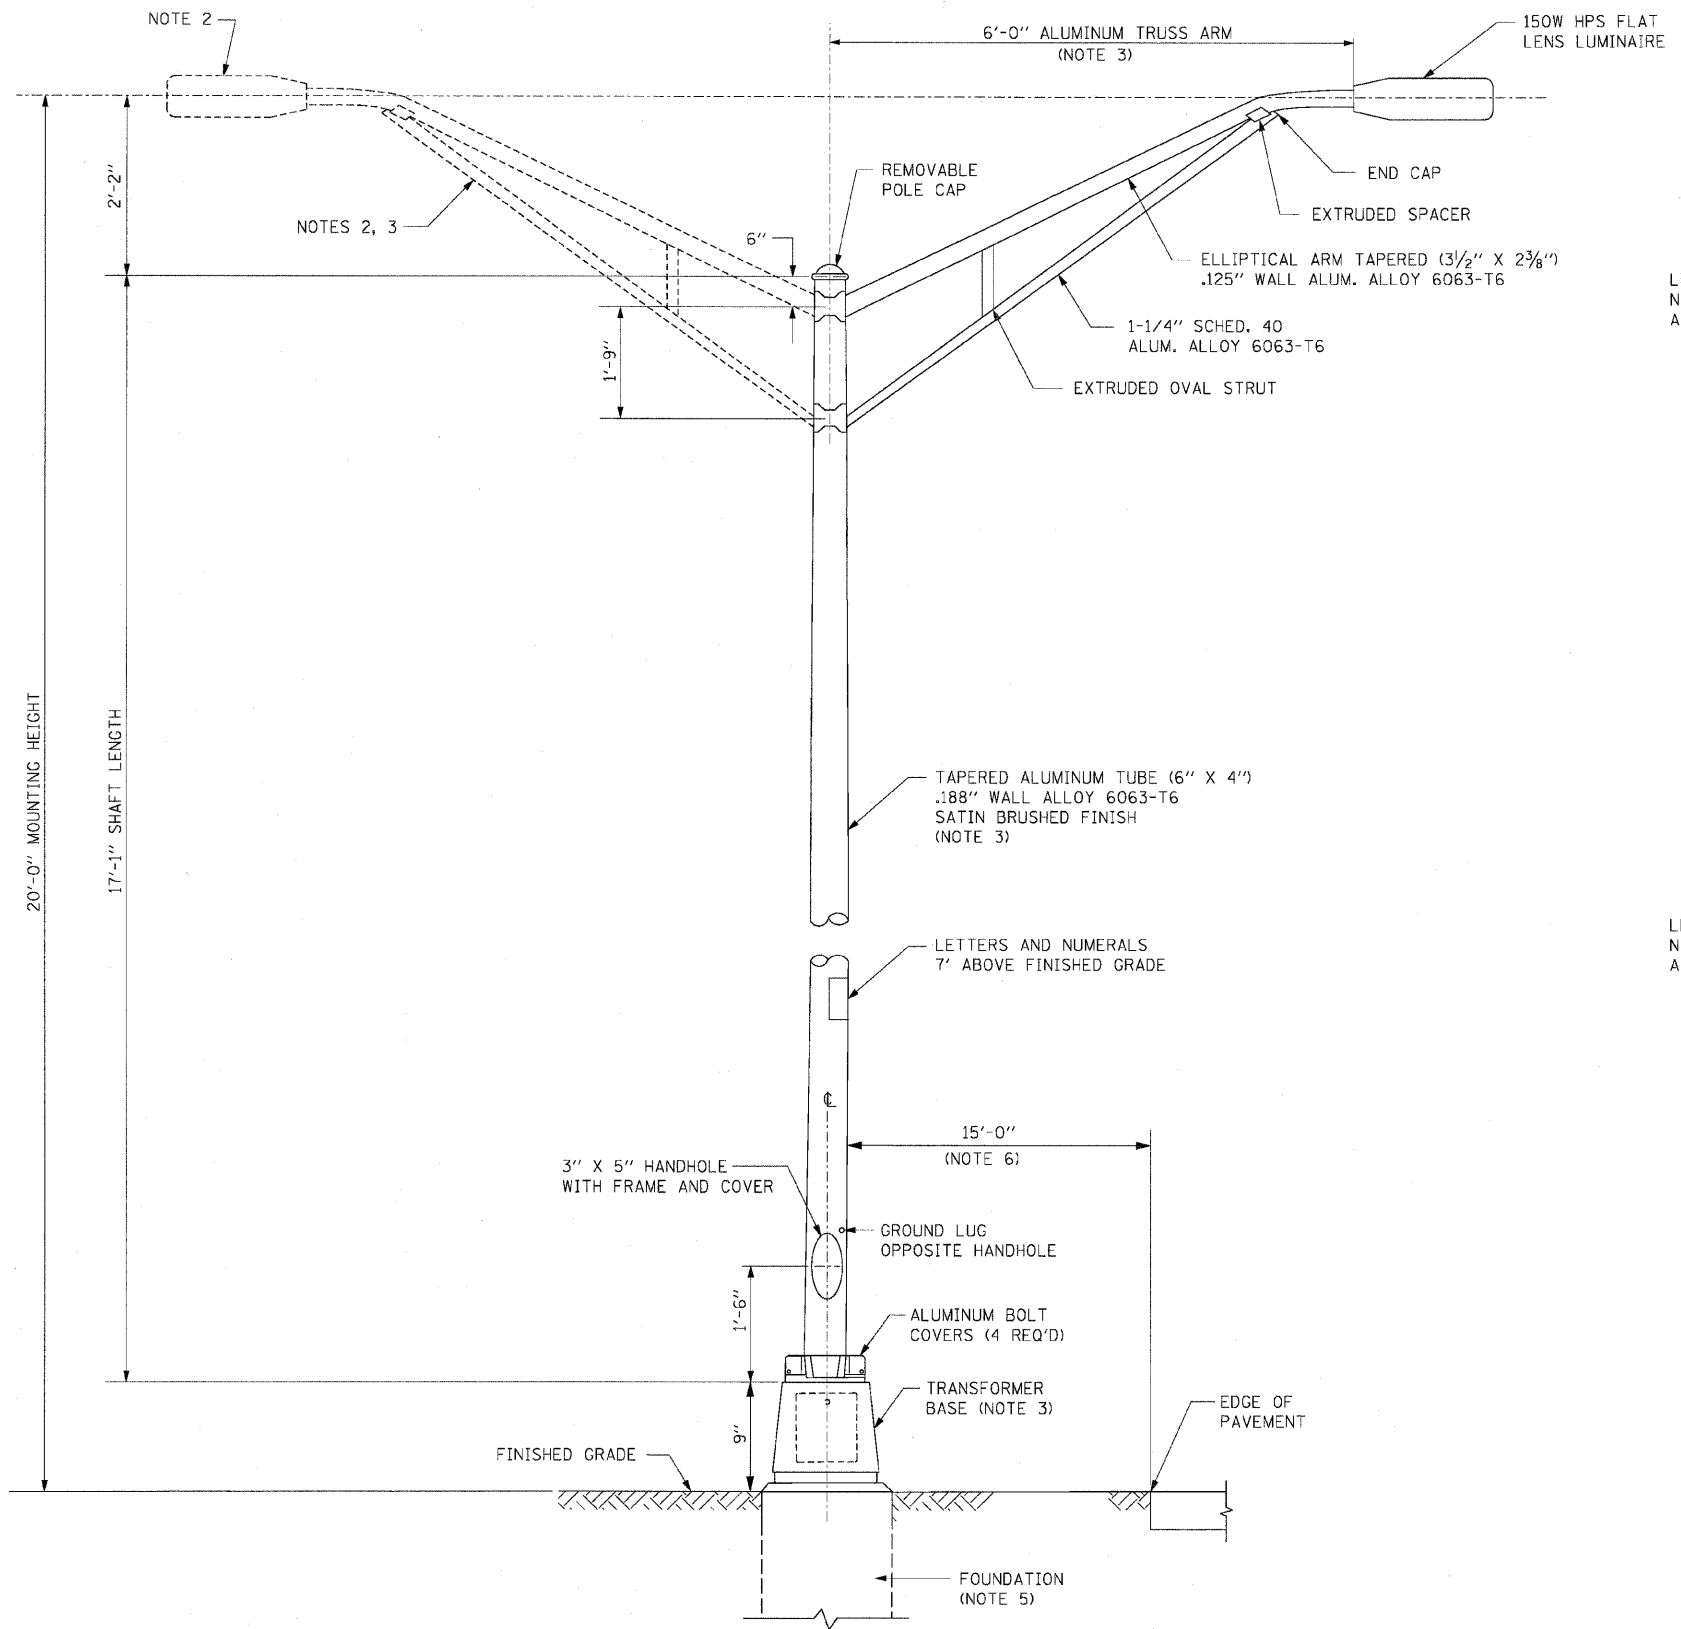 NOTE 2
6'-0" ALUMINUM TRUSS ARM
(NOTE 3)
150W HPS FLAT
LENS LUMINAIRE
2'-2"
REMOVABLE
POLE CAP
END CAP
EXTRUDED SPACER
NOTES 2, 3
6"
ELLIPTICAL ARM TAPERED (3 1/2" X 2 3/8")
.125" WALL ALUM. ALLOY 6063-T6
L
N
A
1'-9"
1-1/4" SCHED. 40
ALUM. ALLOY 6063-T6
EXTRUDED OVAL STRUT
20'-0" MOUNTING HEIGHT
17'-1" SHAFT LENGTH
TAPERED ALUMINUM TUBE (6" X 4")
.188" WALL ALLOY 6063-T6
SATIN BRUSHED FINISH
(NOTE 3)
LETTERS AND NUMERALS
7' ABOVE FINISHED GRADE
L
N
A
℄
15'-0"
(NOTE 6)
3" X 5" HANDHOLE
WITH FRAME AND COVER
GROUND LUG
OPPOSITE HANDHOLE
1'-6"
ALUMINUM BOLT
COVERS (4 REQ'D)
TRANSFORMER
BASE (NOTE 3)
9"
EDGE OF
PAVEMENT
FINISHED GRADE
FOUNDATION
(NOTE 5)